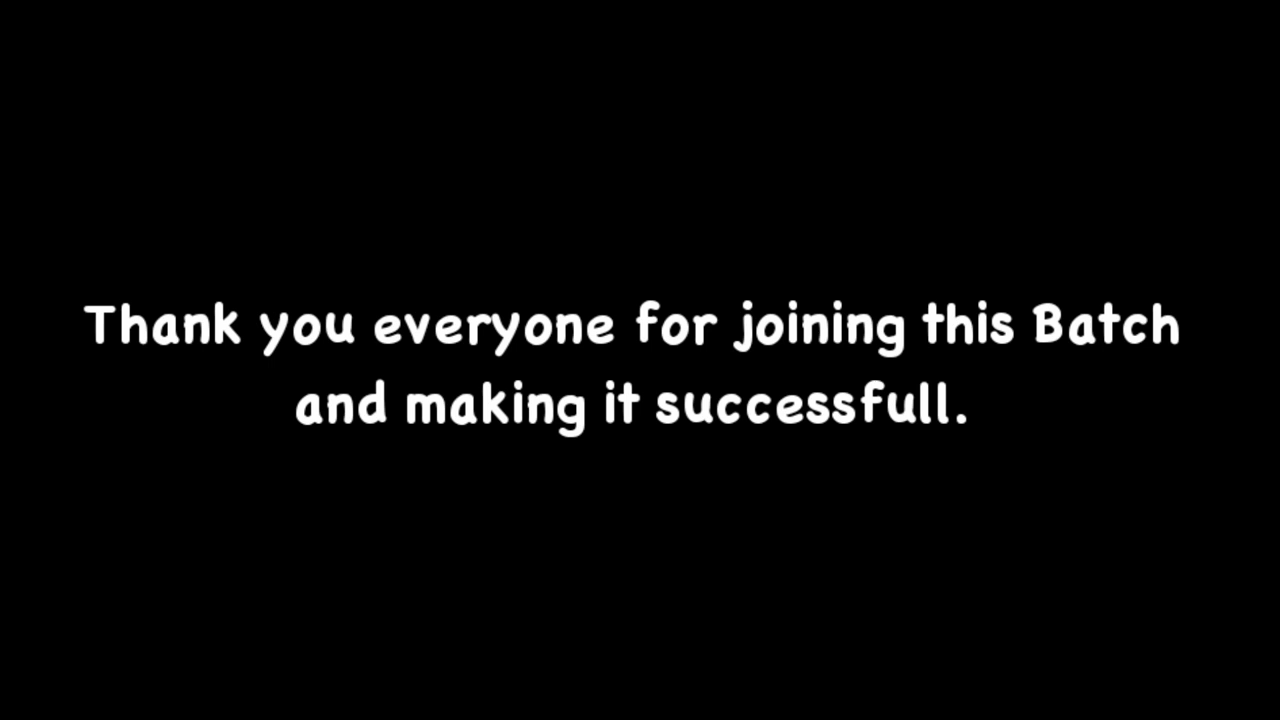 Thank you everyone for joining this Batch
and making it successfull.